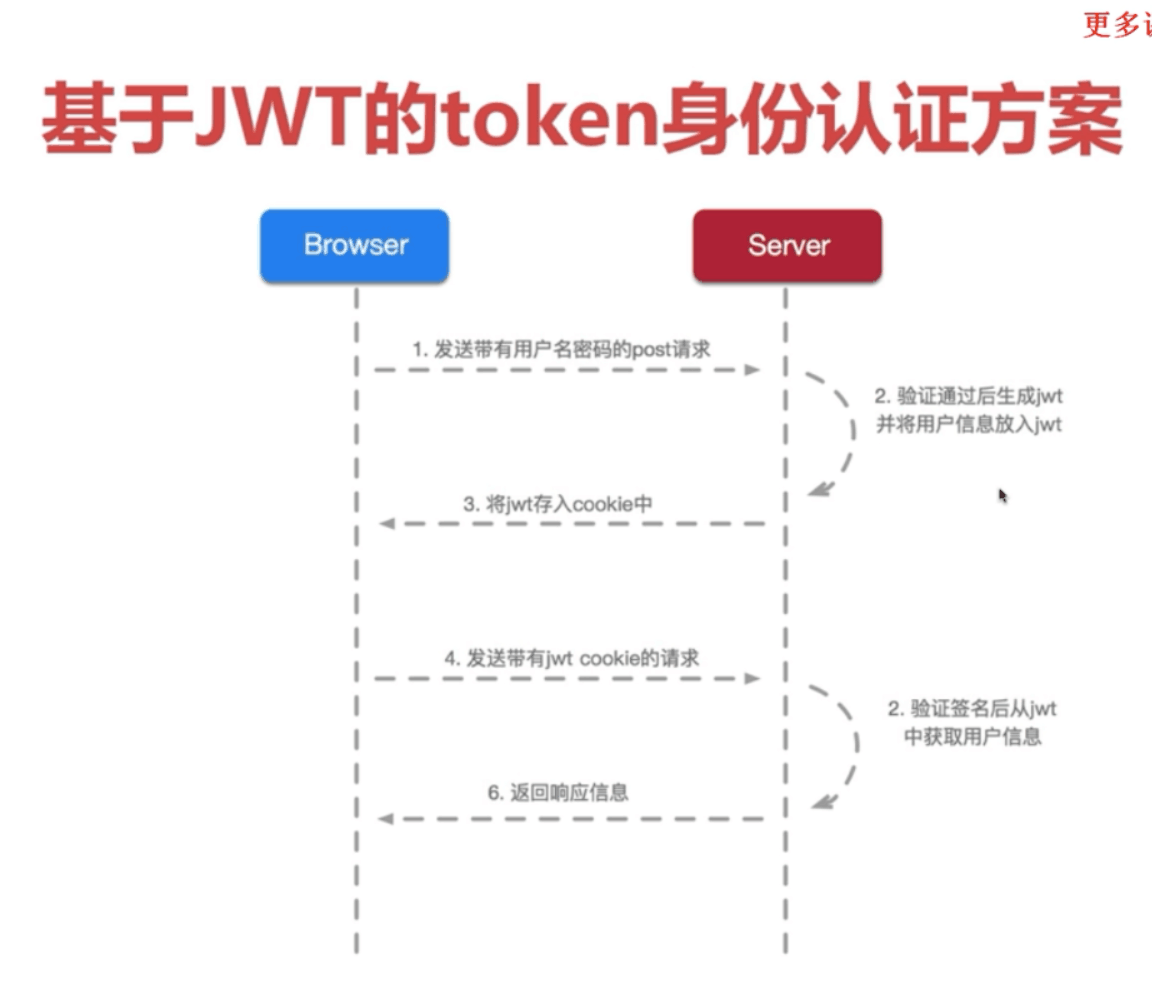 更多
基于JWT的token身份认证方案
Browser
Server
1. 发送带有用户名密码的post请求
2. 验证通过后生成jwt
并将用户信息放入jwt
3. 将jwt存入cookie中
4. 发送带有jwt cookie的请求
2. 验证签名后从jwt
中获取用户信息
6. 返回响应信息